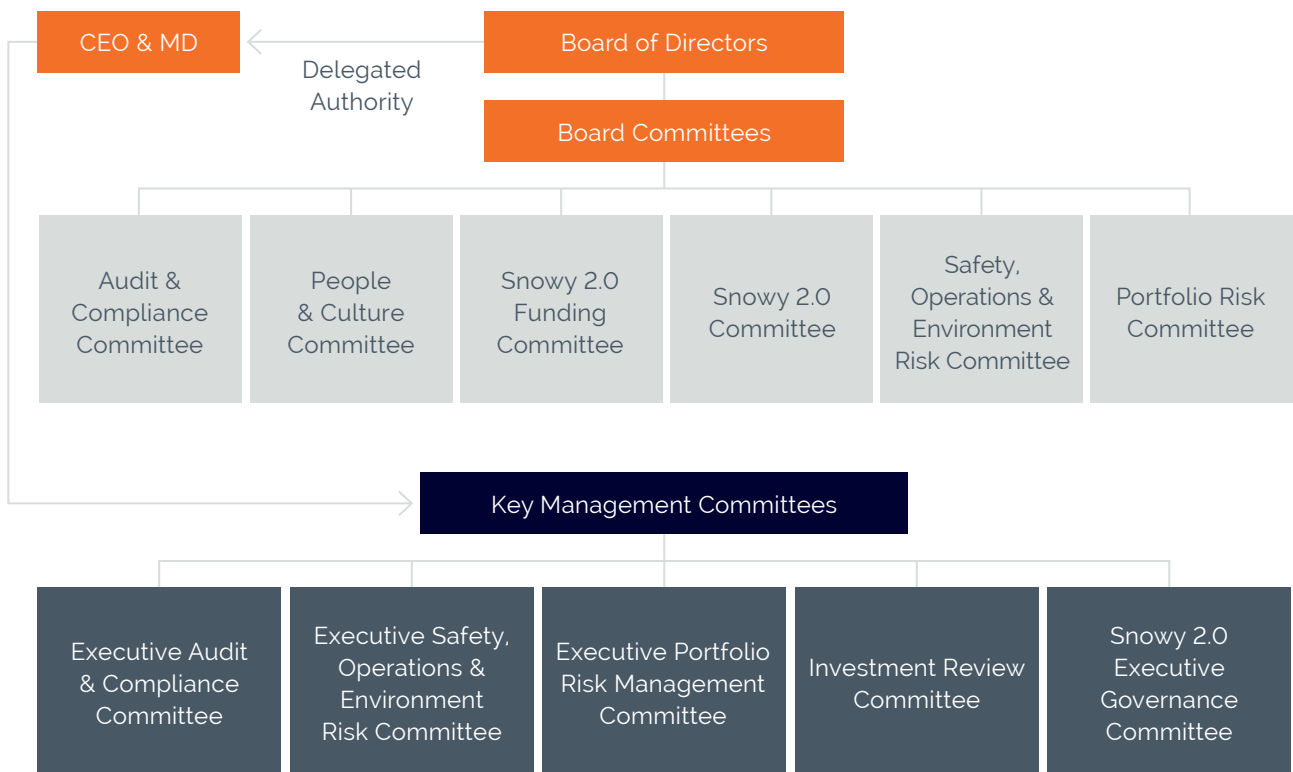 CEO & MD
Board of Directors
Delegated
Authority
Board Committees
Audit &
Compliance
Committee
People
& Culture
Committee
Snowy 2.0
Funding
Committee
Snowy 2.0
Committee
Safety,
Operations &
Environment
Risk Committee
Portfolio Risk
Committee
Key Management Committees
Executive Audit
& Compliance
Committee
Executive Safety,
Operations &
Environment
Risk Committee
Executive Portfolio
Risk Management
Committee
Investment Review
Committee
Snowy 2.0
Executive
Governance
Committee